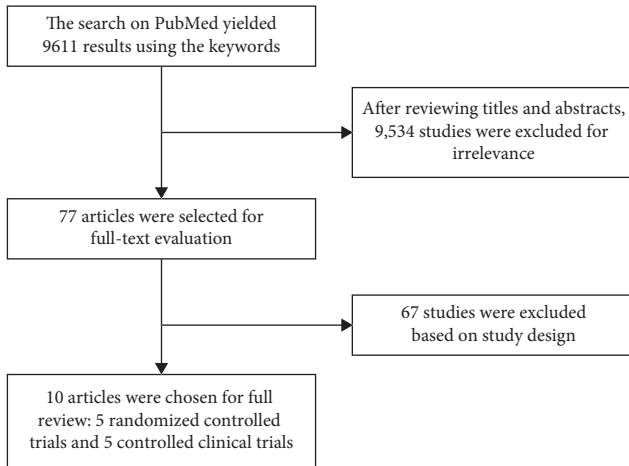 The search on PubMed yielded
9611 results using the keywords
After reviewing titles and abstracts,
9,534 studies were excluded for
irrelevance
77 articles were selected for
full-text evaluation
67 studies were excluded
based on study design
10 articles were chosen for full
review: 5 randomized controlled
trials and 5 controlled clinical trials